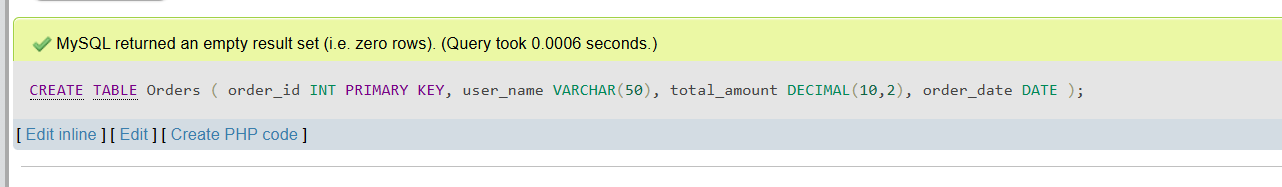 MySQL returned an empty result set (i.e. zero rows). (Query took 0.0006 seconds.)
CREATE TABLE Orders ( order_id INT PRIMARY KEY, user_name VARCHAR(50), total_amount DECIMAL(10,2), order_date DATE );
[ Edit inline ] [ Edit ] [ Create PHP code ]